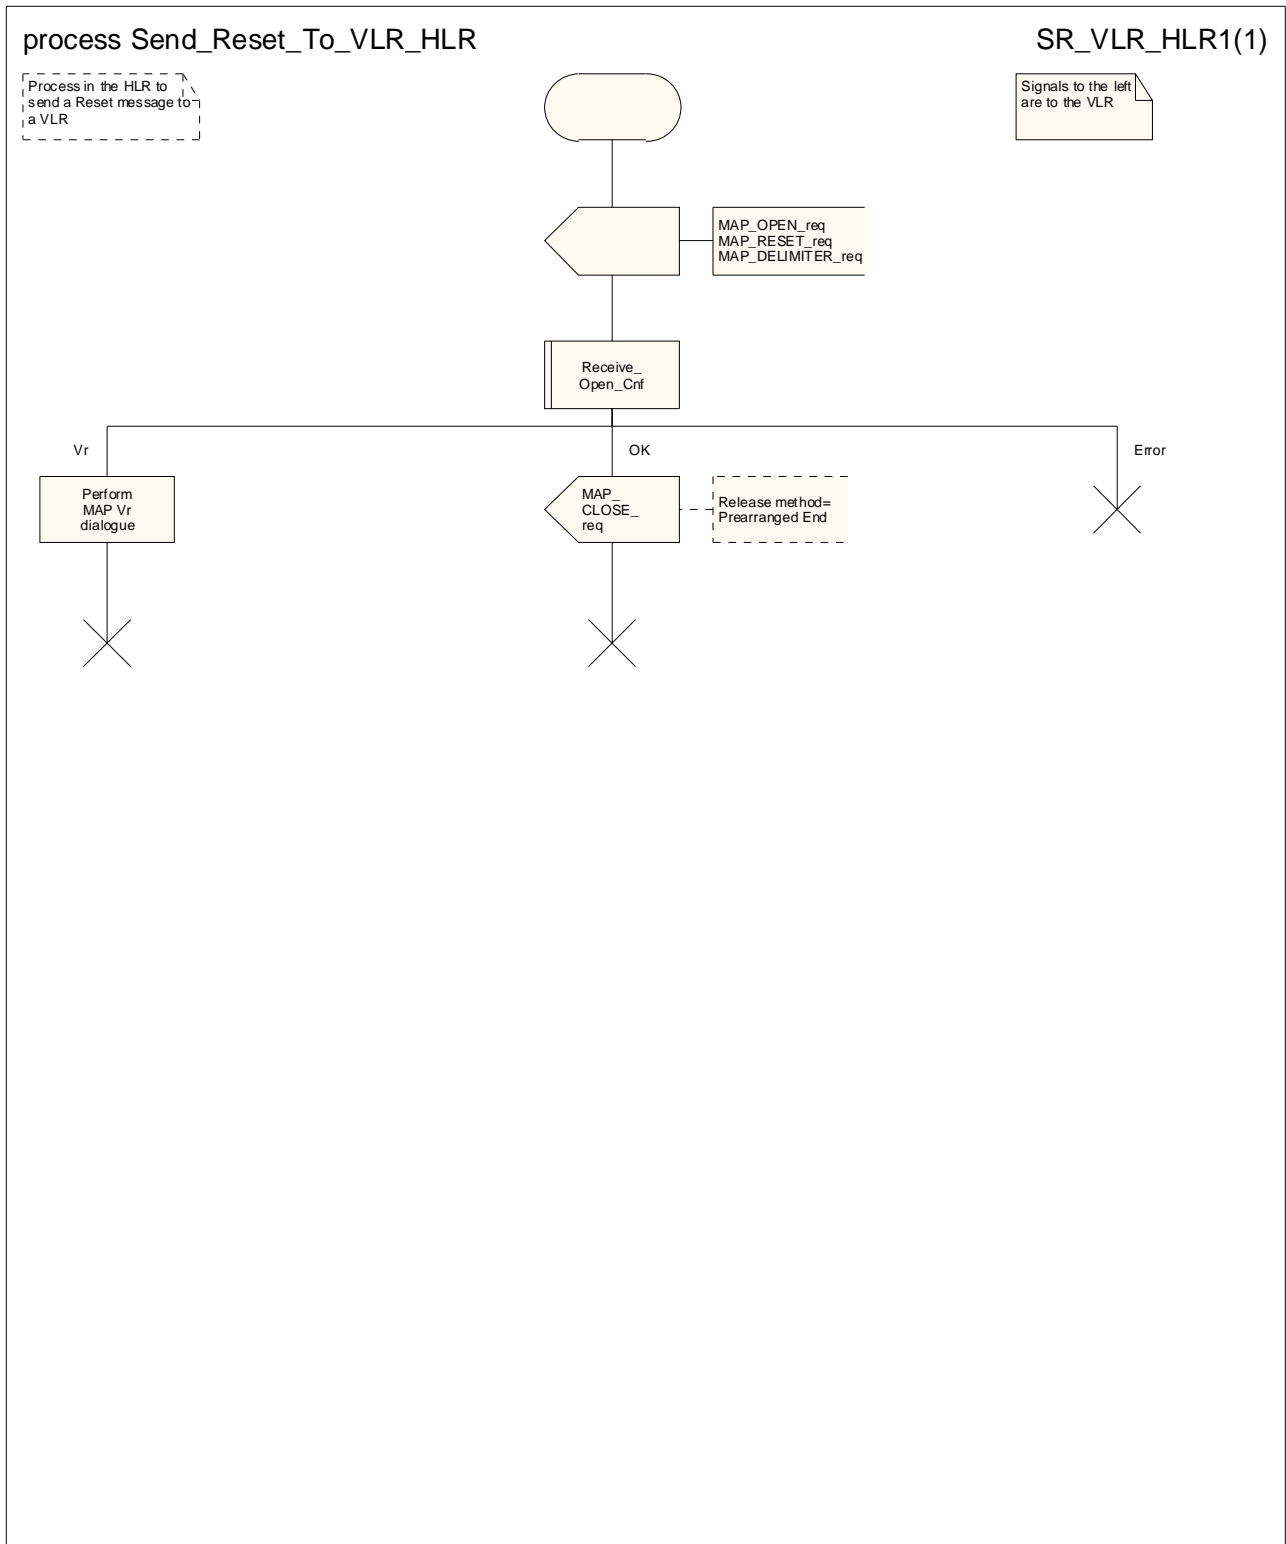 process Send_Reset_To_VLR_HLR
SR_VLR_HLR1(1)
Process in the HLR to
send a Reset message to
a VLR
Signals to the left
are to the VLR
MAP_OPEN_req
MAP_RESET_req
MAP_DELIMITER_req
Receive_
Open_Cnf
Vr
OK
Error
Perform
MAP Vr
dialogue
MAP_
CLOSE_
req
Release method=
Prearranged End